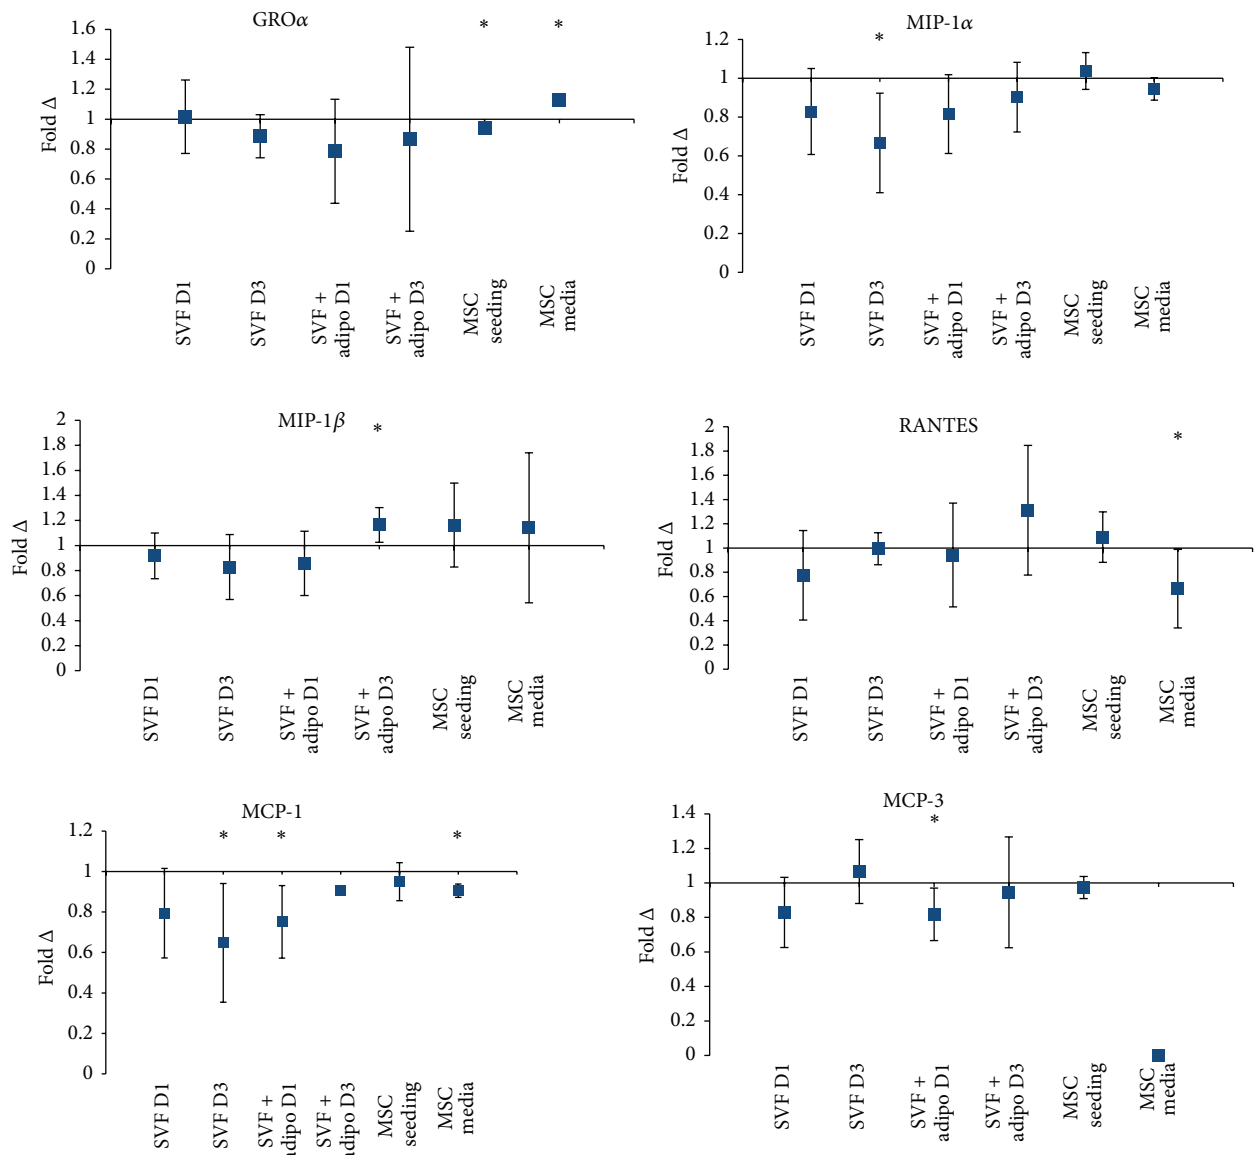 GROα
* *
Fold Δ
1.6
1.4
1.2
1
0.8
0.6
0.4
0.2
0
SVF D1
SVF D3
SVF +
adipo D1
SVF +
adipo D3
MSC
seeding
MSC
media
MIP-1α
*
Fold Δ
1.2
1
0.8
0.6
0.4
0.2
0
SVF D1
SVF D3
SVF +
adipo D1
SVF +
adipo D3
MSC
seeding
MSC
media
MIP-1β
*
Fold Δ
2
1.8
1.6
1.4
1.2
1
0.8
0.6
0.4
0.2
0
SVF D1
SVF D3
SVF +
adipo D1
SVF +
adipo D3
MSC
seeding
MSC
media
RANTES
*
Fold Δ
2
1.8
1.6
1.4
1.2
1
0.8
0.6
0.4
0.2
0
SVF D1
SVF D3
SVF +
adipo D1
SVF +
adipo D3
MSC
seeding
MSC
media
MCP-1
* * *
Fold Δ
1.2
1
0.8
0.6
0.4
0.2
0
SVF D1
SVF D3
SVF +
adipo D1
SVF +
adipo D3
MSC
seeding
MSC
media
MCP-3
*
Fold Δ
1.4
1.2
1
0.8
0.6
0.4
0.2
0
SVF D1
SVF D3
SVF +
adipo D1
SVF +
adipo D3
MSC
seeding
MSC
media